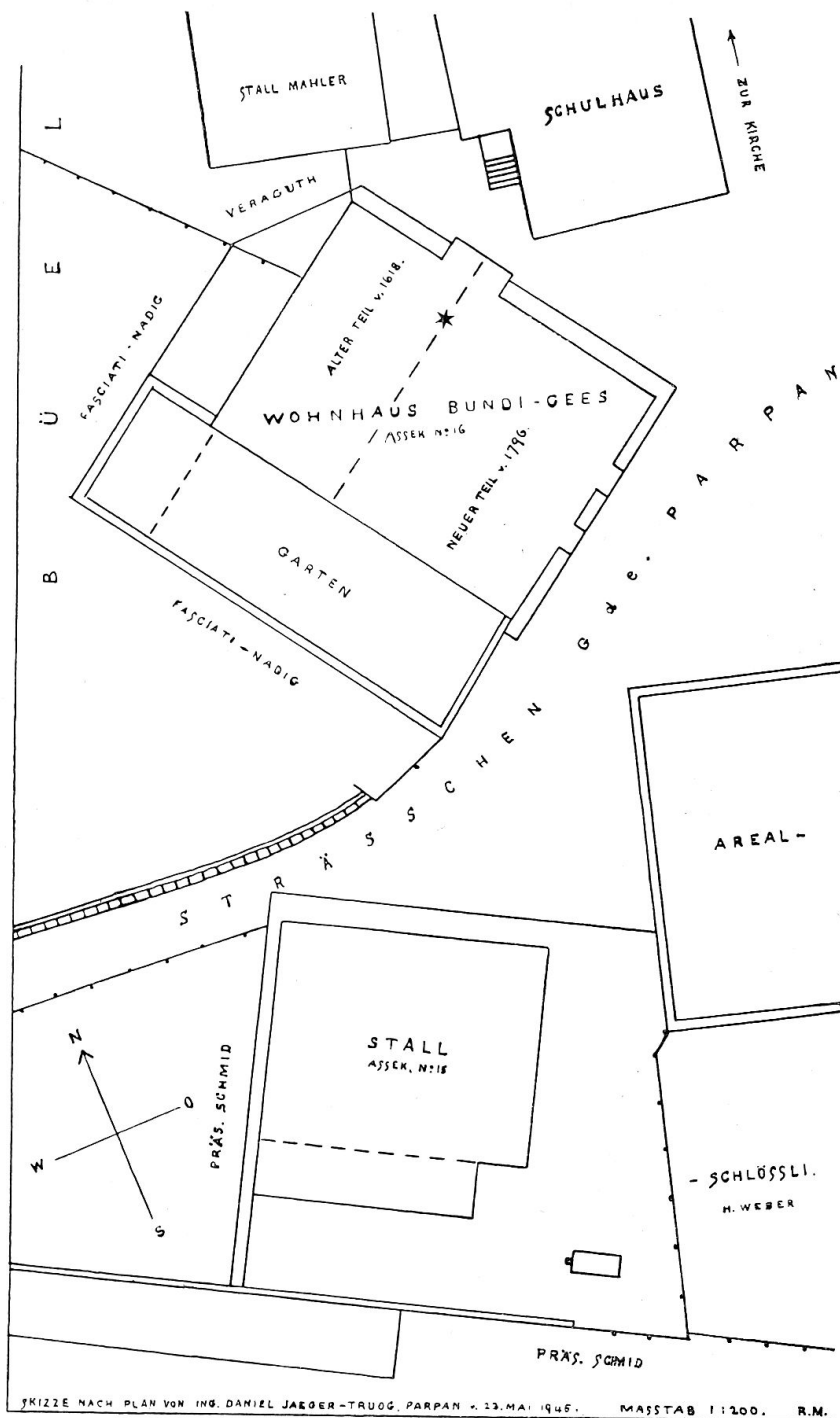 STALL MAHLER
SCHULHAUS
ZUR KIRCHE
VERAGUTH
BÜEL
FASCIATI-NADIG
ALTER TEIL v. 1618.
WOHNHAUS BUNDI-GEES
ASSEK No:16
NEUER TEIL v. 1796.
GARTEN
FASCIATI-NADIG
STRÄSSCHEN Gde. PARPAN
AREAL-
STALL
ASSEK. No:15
PRÄS. SCHMID
N
O
W
S
-SCHLÖSSLI.
H. WEBER
PRÄS. SCHMID
SKIZZE NACH PLAN VON ING. DANIEL JAEGER-TRUOG, PARPAN v. 23. MAI 1945. MASSTAB 1:200. R.M.